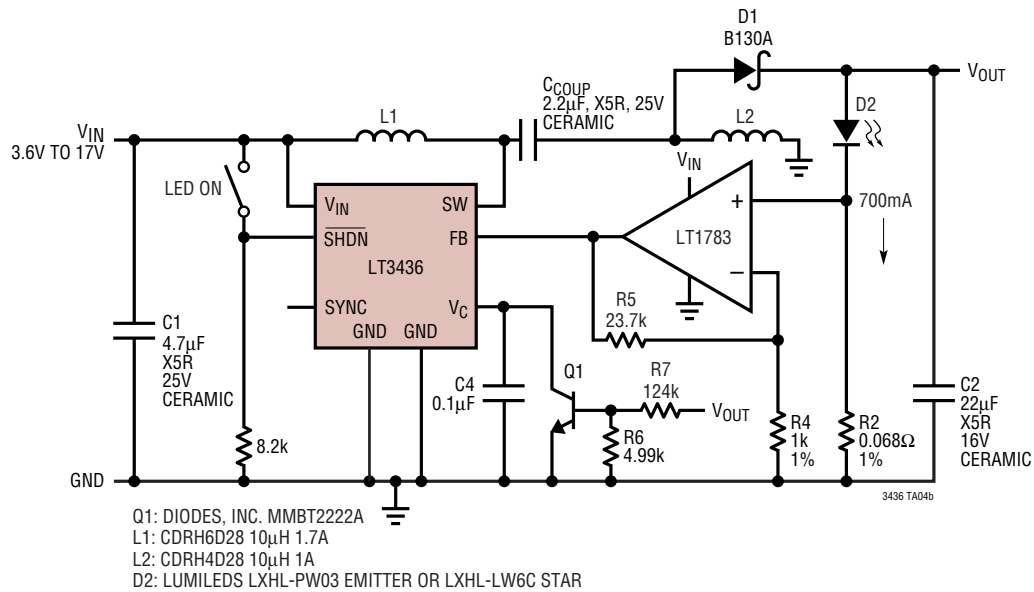 D1
B130A
VOUT
CCOUP
2.2µF, X5R, 25V
CERAMIC
L1
L2
D2
VIN
3.6V TO 17V
VIN
LED ON
VIN
SW
+
700mA
SHDN
FB
LT1783
LT3436
–
R5
23.7k
SYNC
VC
GND GND
C1
4.7µF
X5R
25V
CERAMIC
Q1
R7
124k
C4
0.1µF
VOUT
C2
22µF
X5R
16V
CERAMIC
8.2k
R6
4.99k
R4
1k
1%
R2
0.068Ω
1%
GND
3436 TA04b
Q1: DIODES, INC. MMBT2222A
L1: CDRH6D28 10µH 1.7A
L2: CDRH4D28 10µH 1A
D2: LUMILEDS LXHL-PW03 EMITTER OR LXHL-LW6C STAR